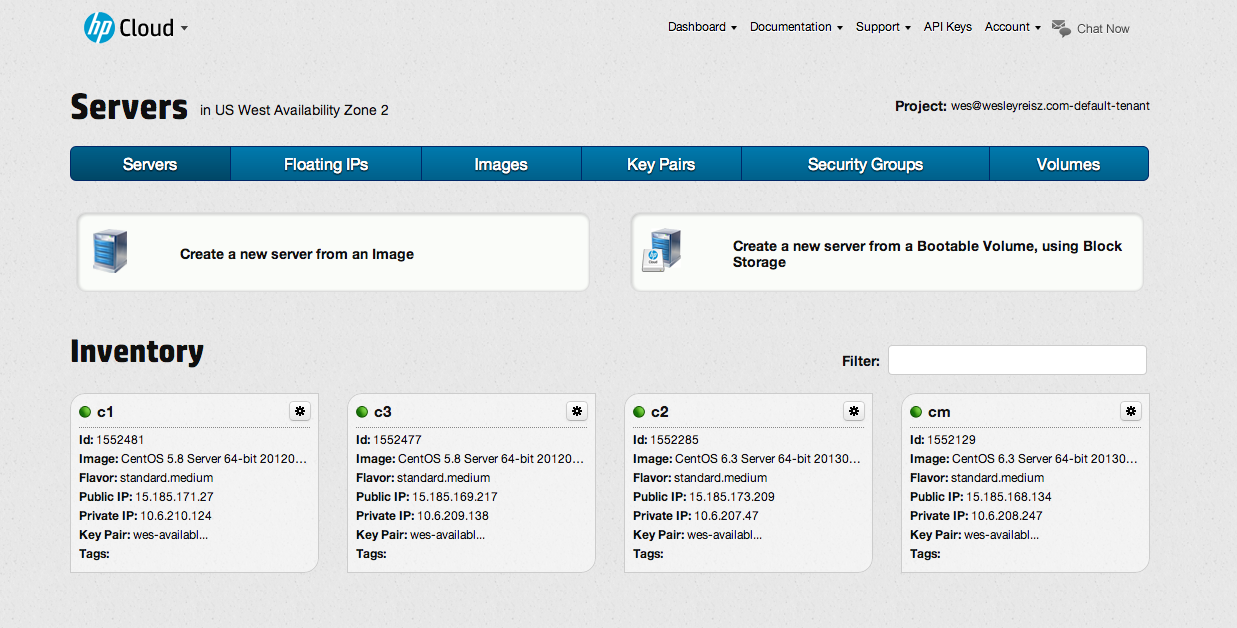 hp Cloud
Dashboard Documentation Support API Keys Account Chat Now
Servers in US West Availability Zone 2
Project: wes@wesleyreisz.com-default-tenant
Servers Floating IPs Images Key Pairs Security Groups Volumes
Create a new server from an Image
Create a new server from a Bootable Volume, using Block
Storage
hp
Cloud
Inventory
Filter:
c1
Id: 1552481
Image: CentOS 5.8 Server 64-bit 20120...
Flavor: standard.medium
Public IP: 15.185.171.27
Private IP: 10.6.210.124
Key Pair: wes-availabl...
Tags:
c3
Id: 1552477
Image: CentOS 5.8 Server 64-bit 20120...
Flavor: standard.medium
Public IP: 15.185.169.217
Private IP: 10.6.209.138
Key Pair: wes-availabl...
Tags:
c2
Id: 1552285
Image: CentOS 6.3 Server 64-bit 20130...
Flavor: standard.medium
Public IP: 15.185.173.209
Private IP: 10.6.207.47
Key Pair: wes-availabl...
Tags:
cm
Id: 1552129
Image: CentOS 6.3 Server 64-bit 20130...
Flavor: standard.medium
Public IP: 15.185.168.134
Private IP: 10.6.208.247
Key Pair: wes-availabl...
Tags: